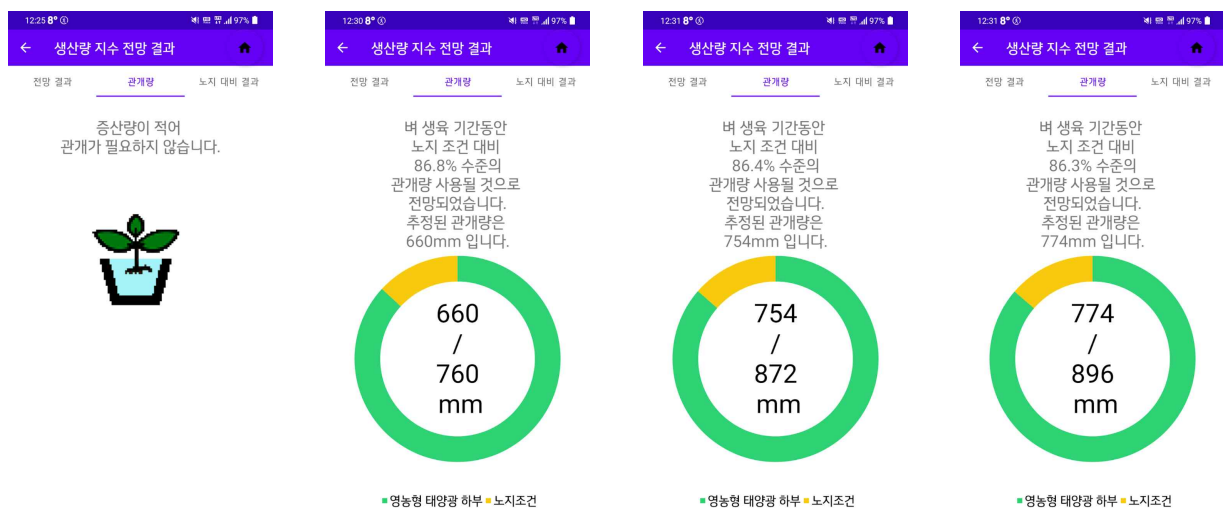 12:25 8°
97%
생산량 지수 전망 결과
전망 결과 관개량 노지 대비 결과
증산량이 적어
관개가 필요하지 않습니다.
12:30 8°
97%
생산량 지수 전망 결과
전망 결과 관개량 노지 대비 결과
벼 생육 기간동안
노지 조건 대비
86.8% 수준의
관개량 사용될 것으로
전망되었습니다.
추정된 관개량은
660mm 입니다.
660
/
760
mm
영농형 태양광 하부 노지조건
12:31 8°
97%
생산량 지수 전망 결과
전망 결과 관개량 노지 대비 결과
벼 생육 기간동안
노지 조건 대비
86.4% 수준의
관개량 사용될 것으로
전망되었습니다.
추정된 관개량은
754mm 입니다.
754
/
872
mm
영농형 태양광 하부 노지조건
12:31 8°
97%
생산량 지수 전망 결과
전망 결과 관개량 노지 대비 결과
벼 생육 기간동안
노지 조건 대비
86.3% 수준의
관개량 사용될 것으로
전망되었습니다.
추정된 관개량은
774mm 입니다.
774
/
896
mm
영농형 태양광 하부 노지조건